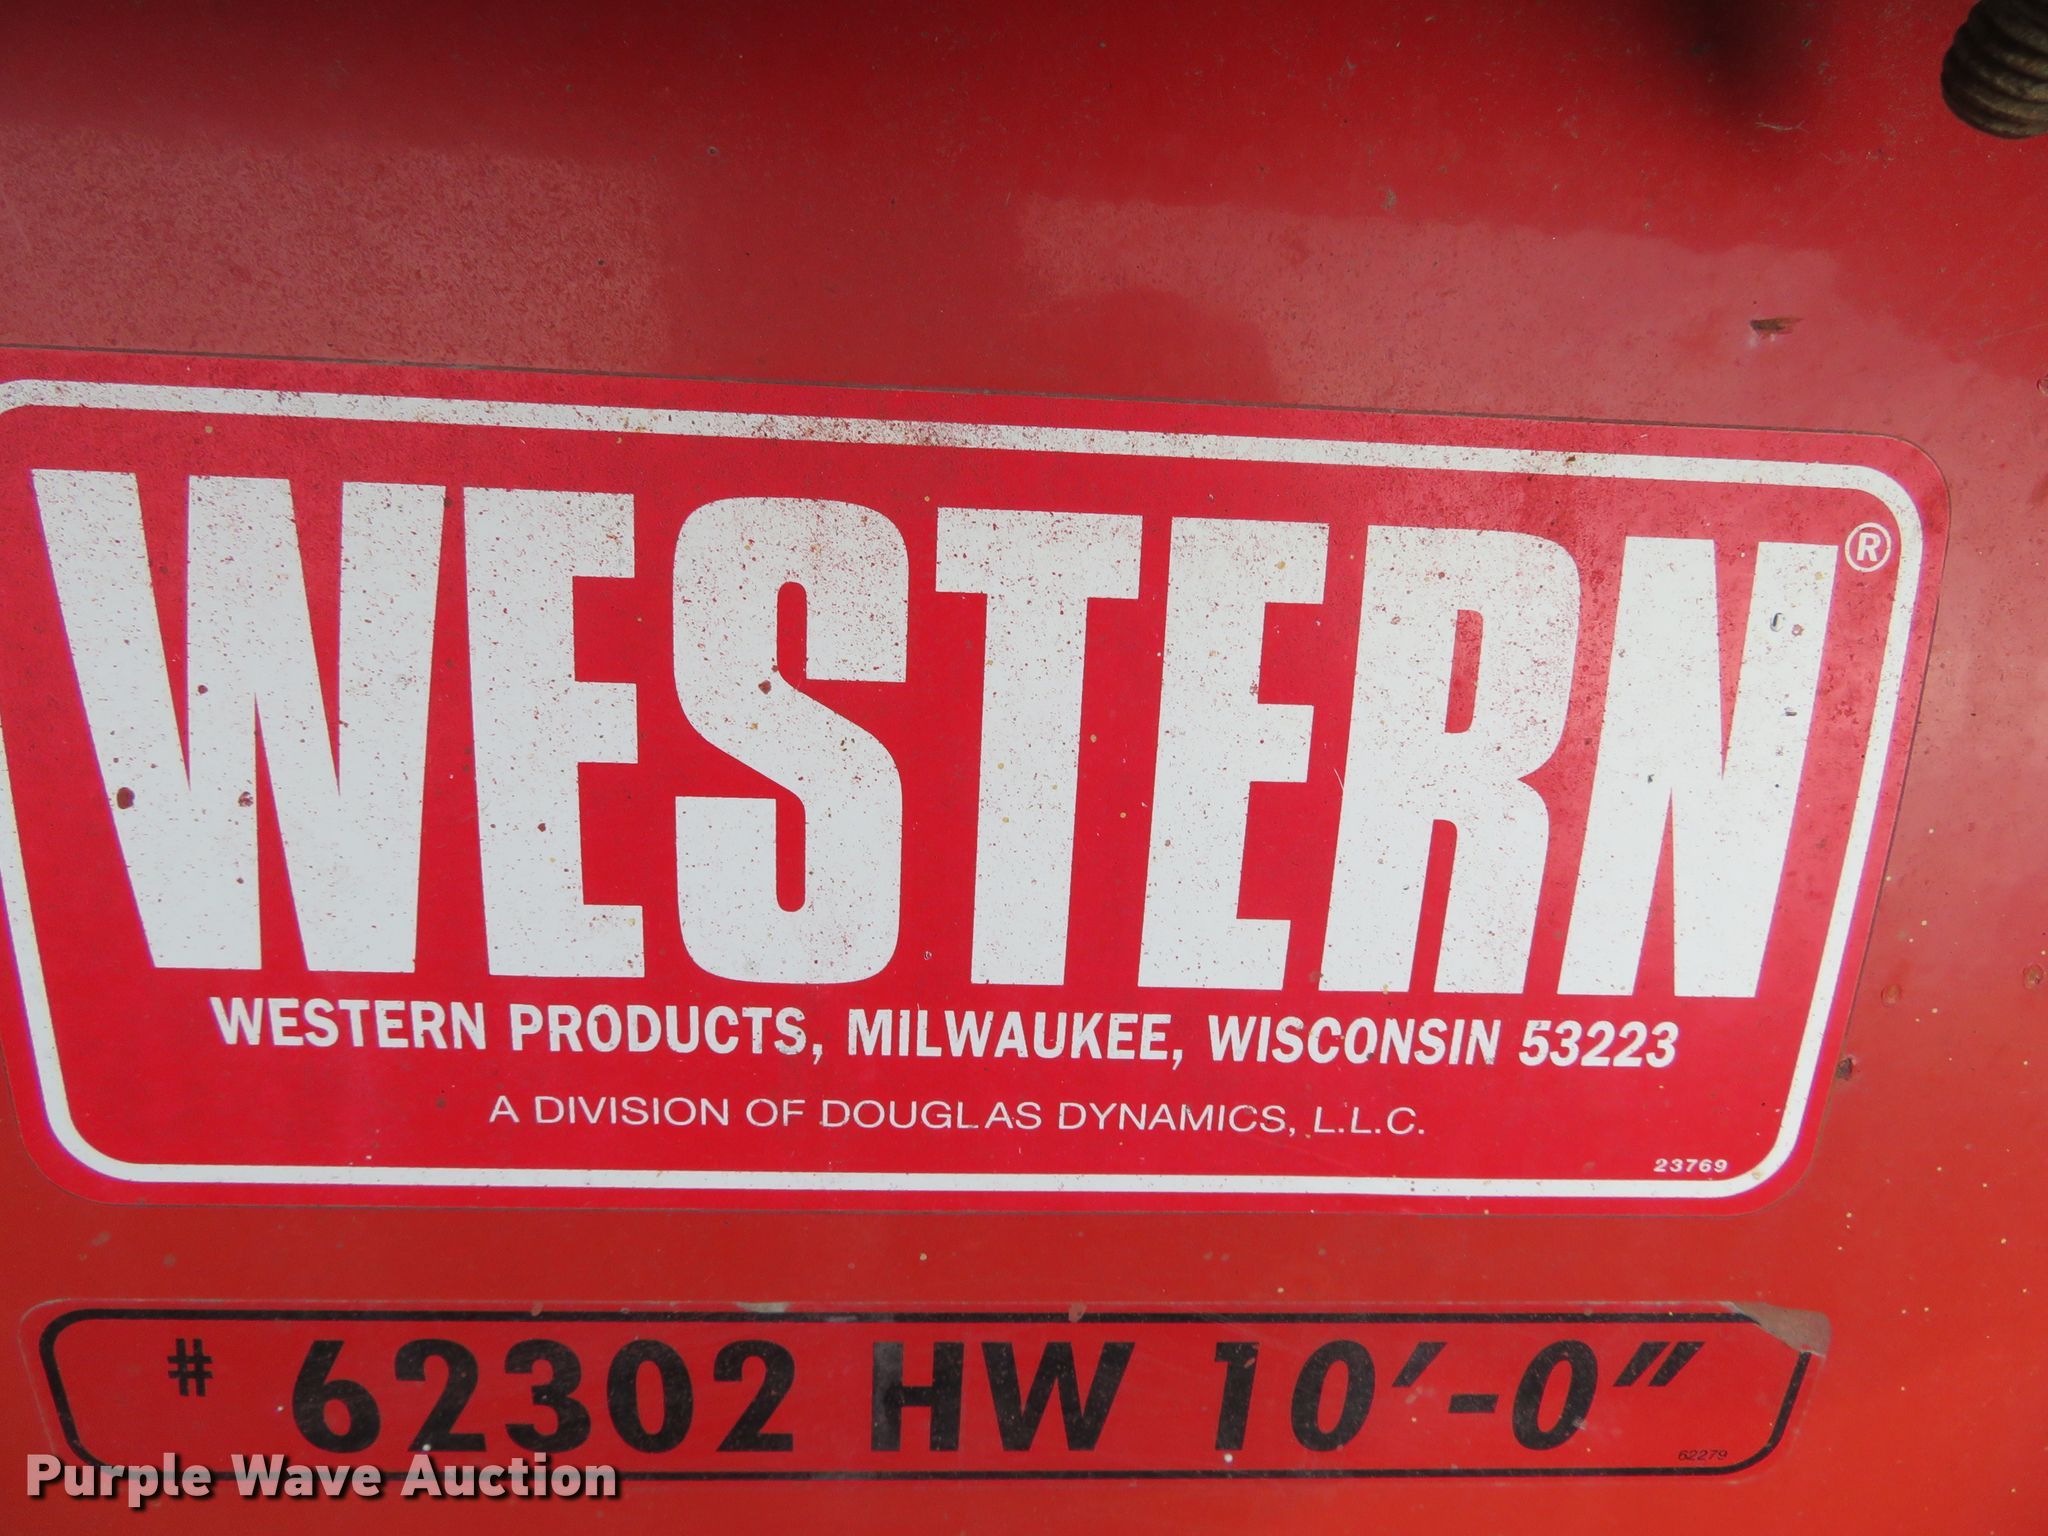 WESTERN®
WESTERN PRODUCTS, MILWAUKEE, WISCONSIN 53223
A DIVISION OF DOUGLAS DYNAMICS, L.L.C.
23769
# 62302 HW 10'-0"
62279
Purple Wave Auction